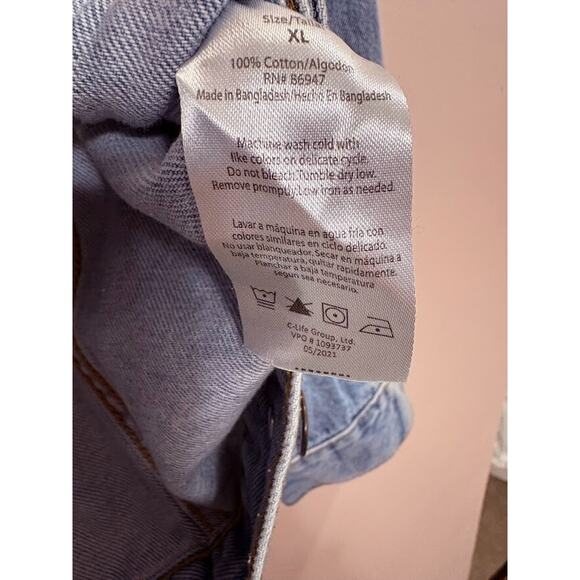 Size/Talla
XL
100% Cotton/Algodon
RN# 86947
Made in Bangladesh/Hecho En Bangladesh
Machine wash cold with
like colors on delicate cycle.
Do not bleach.Tumble dry low.
Remove promptly.Low iron as needed.
Lavar a máquina en agua fría con
colores similares en ciclo delicado.
No usar blanqueador. Secar en máquina a
baja temperatura, quitar rapidamente.
Planchar a baja temperatura
segun sea necesario.
C-Life Group, Ltd.
VPO # 1093737
05/2021